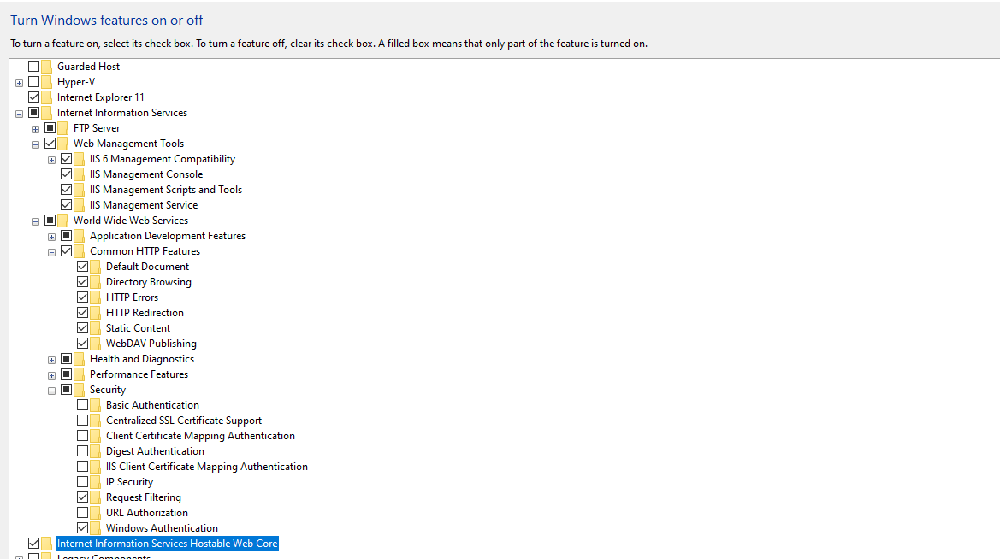 Turn Windows features on or off
To turn a feature on, select its check box. To turn a feature off, clear its check box. A filled box means that only part of the feature is turned on.
Guarded Host
Hyper-V
Internet Explorer 11
Internet Information Services
FTP Server
Web Management Tools
IIS 6 Management Compatibility
IIS Management Console
IIS Management Scripts and Tools
IIS Management Service
World Wide Web Services
Application Development Features
Common HTTP Features
Default Document
Directory Browsing
HTTP Errors
HTTP Redirection
Static Content
WebDAV Publishing
Health and Diagnostics
Performance Features
Security
Basic Authentication
Centralized SSL Certificate Support
Client Certificate Mapping Authentication
Digest Authentication
IIS Client Certificate Mapping Authentication
IP Security
Request Filtering
URL Authorization
Windows Authentication
Internet Information Services Hostable Web Core
Legacy Components